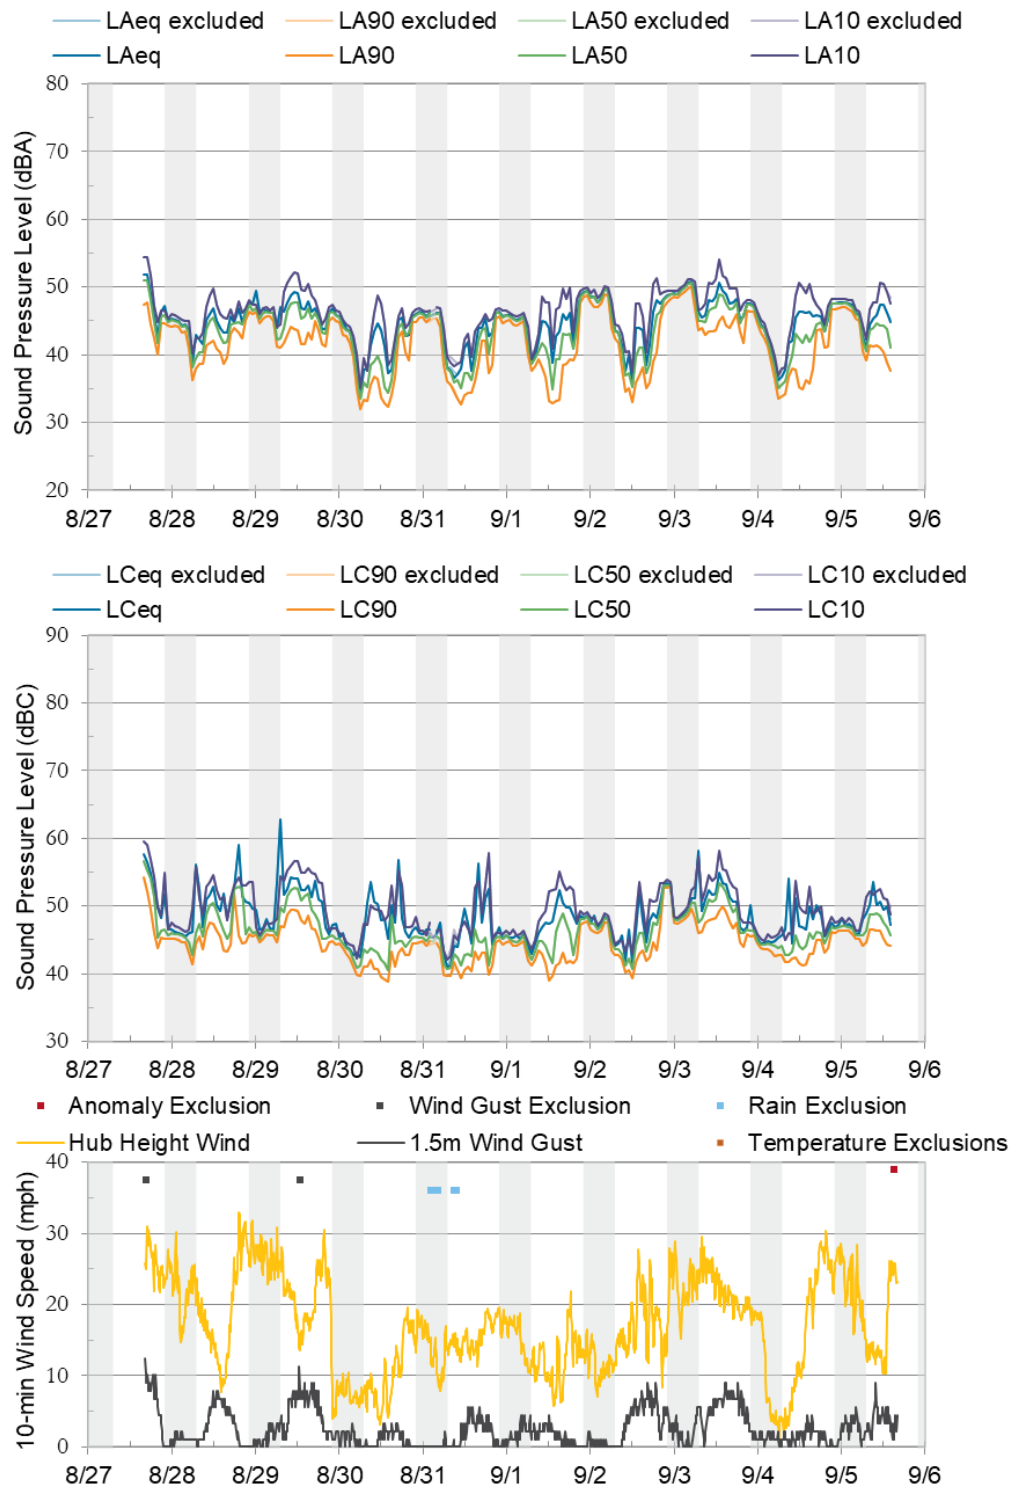 LAeq excluded LA90 excluded LA50 excluded LA10 excluded
LAeq LA90 LA50 LA10
Sound Pressure Level (dBA)
80
70
60
50
40
30
20
8/27 8/28 8/29 8/30 8/31 9/1 9/2 9/3 9/4 9/5 9/6
LCeq excluded LC90 excluded LC50 excluded LC10 excluded
LCeq LC90 LC50 LC10
Sound Pressure Level (dBC)
90
80
70
60
50
40
30
8/27 8/28 8/29 8/30 8/31 9/1 9/2 9/3 9/4 9/5 9/6
Anomaly Exclusion Wind Gust Exclusion Rain Exclusion
Hub Height Wind 1.5m Wind Gust Temperature Exclusions
10-min Wind Speed (mph)
40
30
20
10
0
8/27 8/28 8/29 8/30 8/31 9/1 9/2 9/3 9/4 9/5 9/6